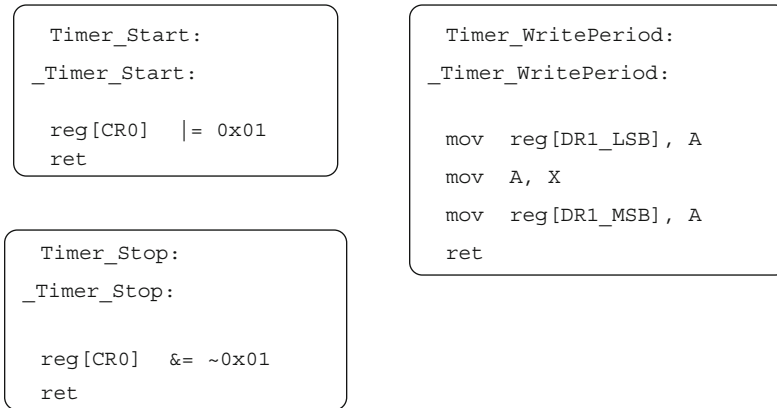 Timer_Start:
_Timer_Start:
reg[CR0] |= 0x01
ret
Timer_Stop:
_Timer_Stop:
reg[CR0] &= ~0x01
ret
Timer_WritePeriod:
_Timer_WritePeriod:
mov reg[DR1_LSB], A
mov A, X
mov reg[DR1_MSB], A
ret